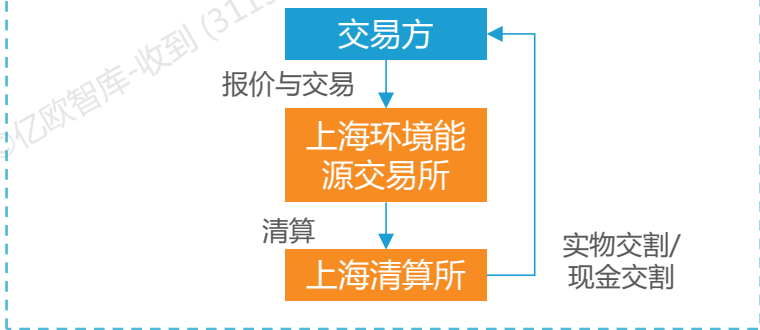 ©亿欧智库-收到 (3115
交易方
报价与交易
上海环境能
源交易所
清算
实物交割/
现金交割
上海清算所